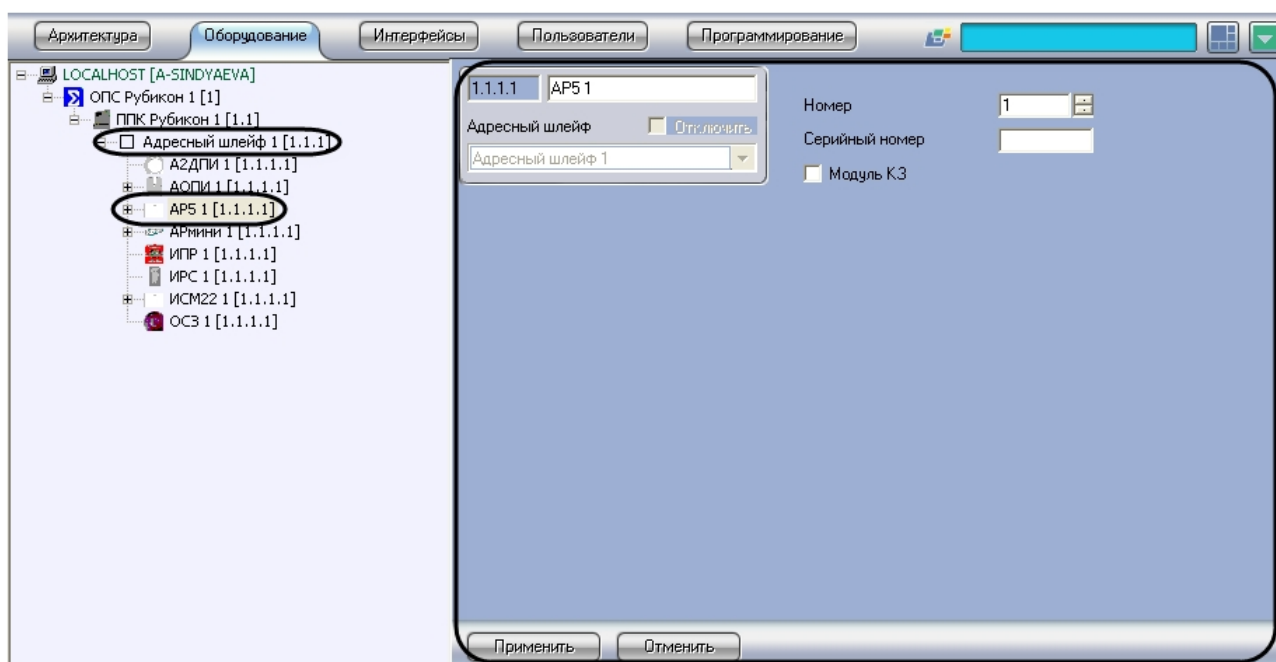 Архитектура Оборудование Интерфейсы Пользователи Программирование
LOCALHOST [A-SINDYAEVA]
ОПС Рубикон 1 [1]
ППК Рубикон 1 [1.1]
Адресный шлейф 1 [1.1.1]
А2ДПИ 1 [1.1.1.1]
АОПИ 1 [1.1.1.1]
АР5 1 [1.1.1.1]
АРмини 1 [1.1.1.1]
ИПР 1 [1.1.1.1]
ИРС 1 [1.1.1.1]
ИСМ22 1 [1.1.1.1]
ОСЗ 1 [1.1.1.1]
1.1.1.1 АР5 1
Адресный шлейф Отключить
Адресный шлейф 1
Номер 1
Серийный номер
Модуль КЗ
Применить Отменить